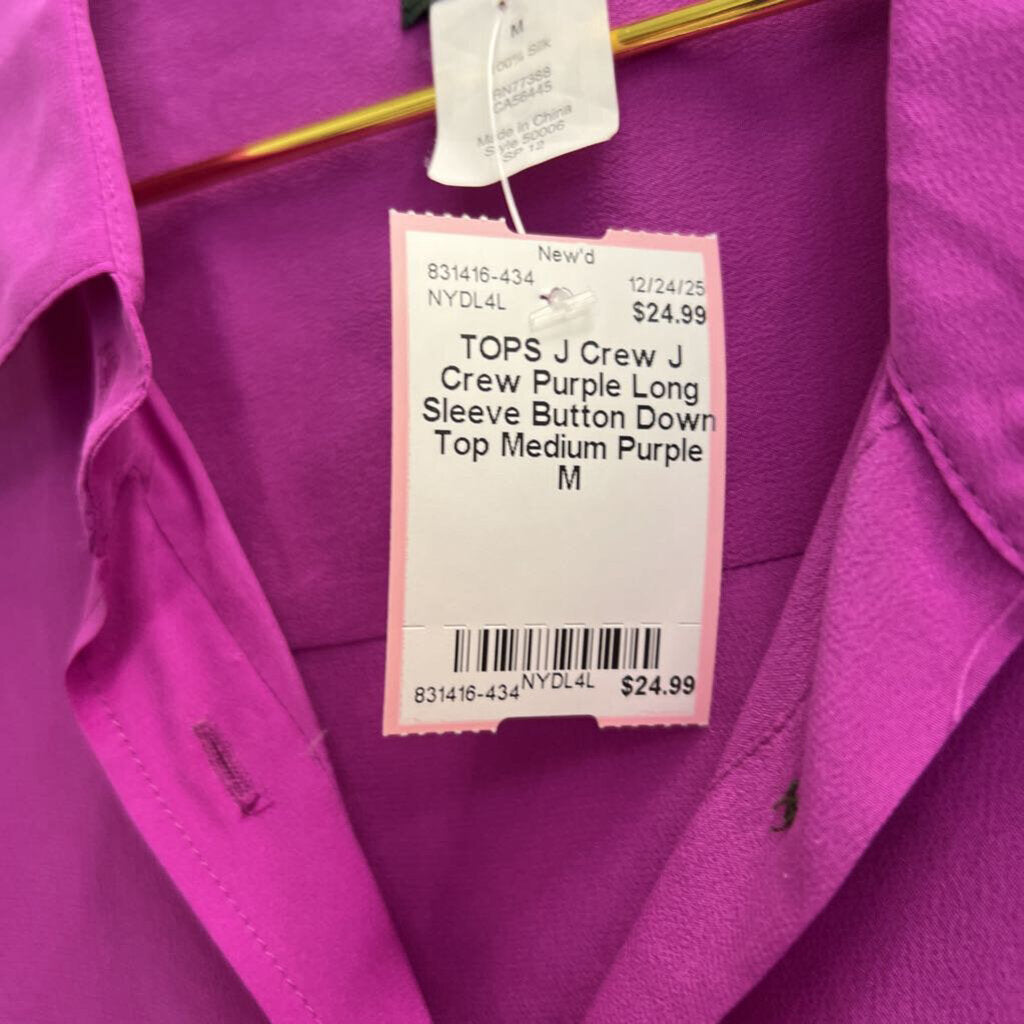 M
100% Silk
RN77388
CA56445
Made in China
Style 50006
SP 12
New'd
831416-434 12/24/25
NYDL4L $24.99
TOPS J Crew J
Crew Purple Long
Sleeve Button Down
Top Medium Purple
M
831416-434 NYDL4L $24.99